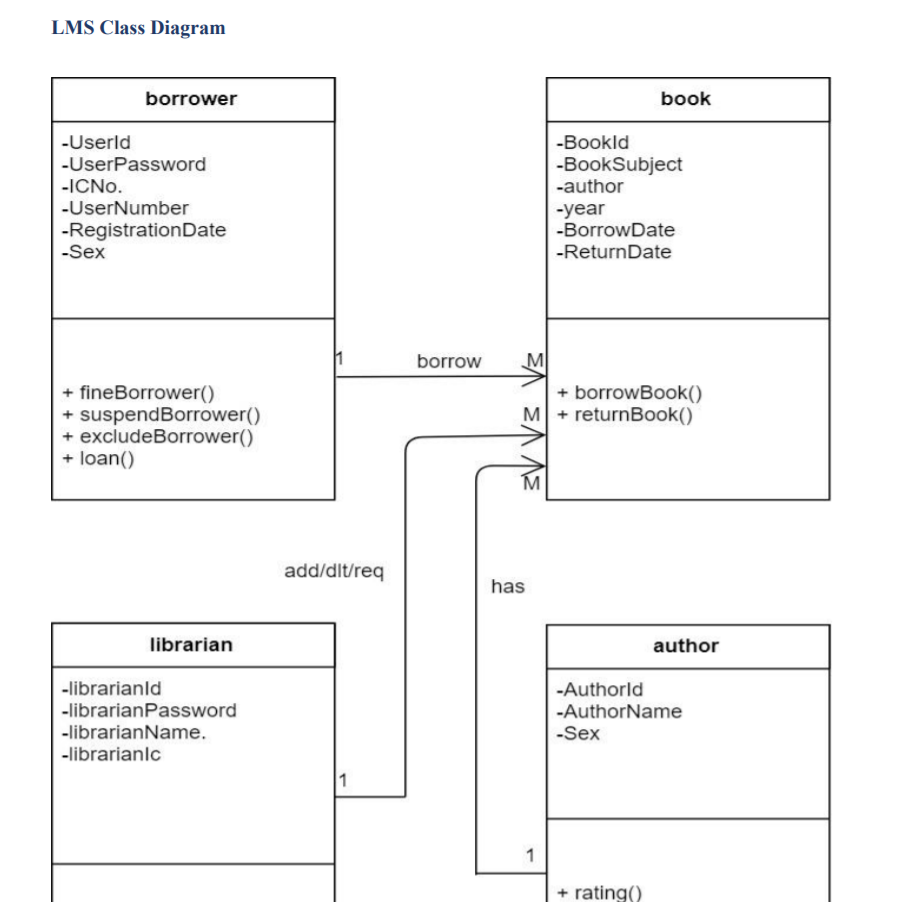 LMS Class Diagram
borrower
-UserId
-UserPassword
-ICNo.
-UserNumber
-RegistrationDate
-Sex
+ fineBorrower()
+ suspendBorrower()
+ excludeBorrower()
+ loan()
book
-BookId
-BookSubject
-author
-year
-BorrowDate
-ReturnDate
+ borrowBook()
+ returnBook()
1
borrow
M
M
M
add/dlt/req
has
librarian
-librarianId
-librarianPassword
-librarianName.
-librarianIc
1
author
-AuthorId
-AuthorName
-Sex
1
+ rating()